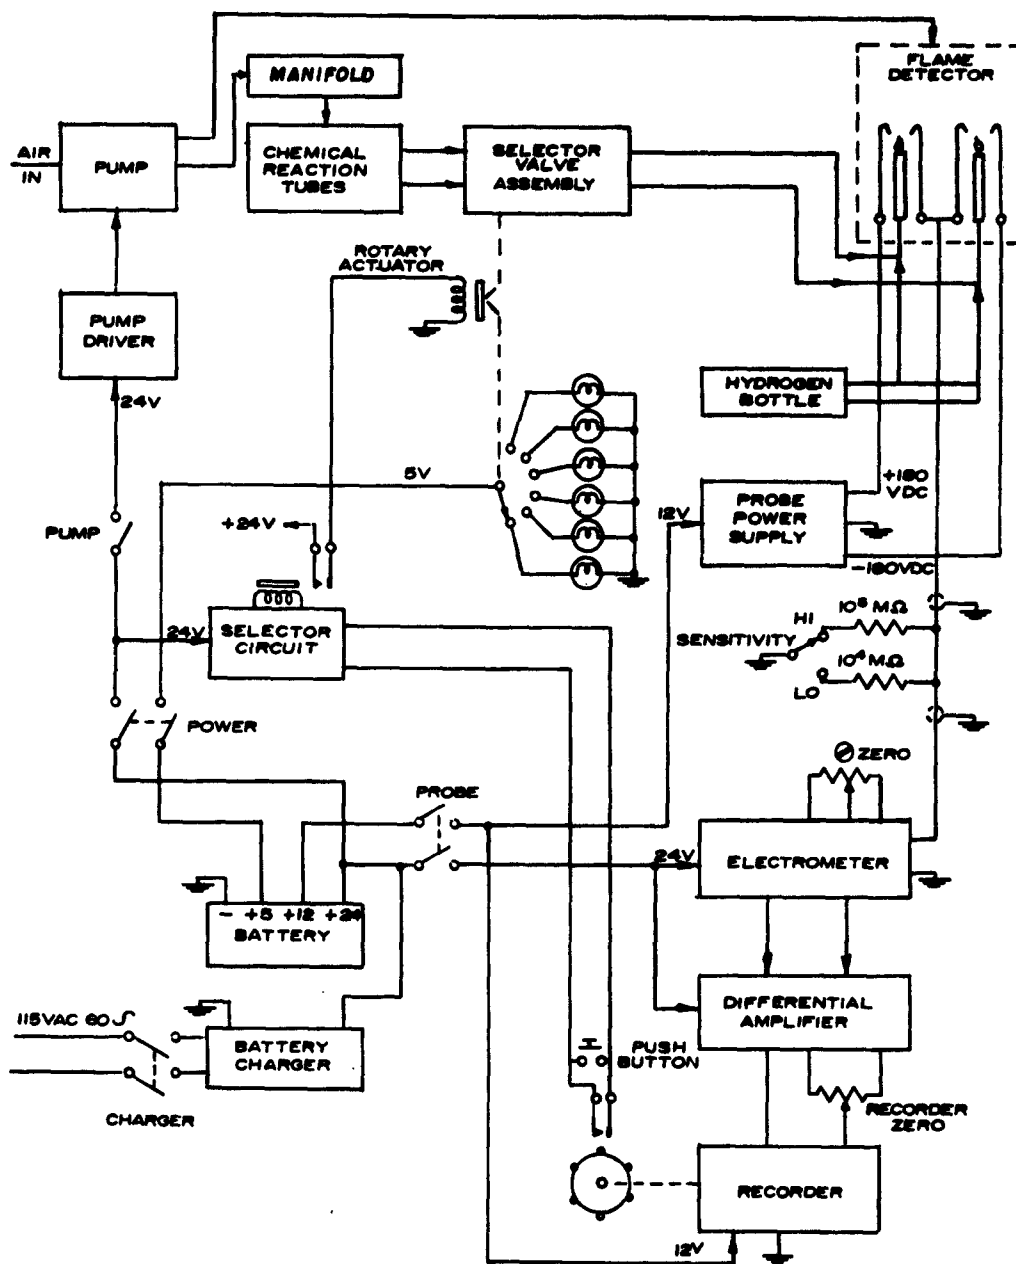 FLAME
DETECTOR
MANIFOLD
AIR
IN
PUMP
CHEMICAL
REACTION
TUBES
SELECTOR
VALVE
ASSEMBLY
ROTARY
ACTUATOR
PUMP
DRIVER
24V
HYDROGEN
BOTTLE
5V
+180
VDC
PROBE
POWER
SUPPLY
12V
-180VDC
PUMP
+24V
24V
SELECTOR
CIRCUIT
HI
SENSITIVITY
LO
10⁴ MΩ
POWER
ZERO
PROBE
24V
ELECTROMETER
- +5 +12 +24
BATTERY
115VAC 60
BATTERY
CHARGER
CHARGER
PUSH
BUTTON
DIFFERENTIAL
AMPLIFIER
RECORDER
ZERO
RECORDER
12V